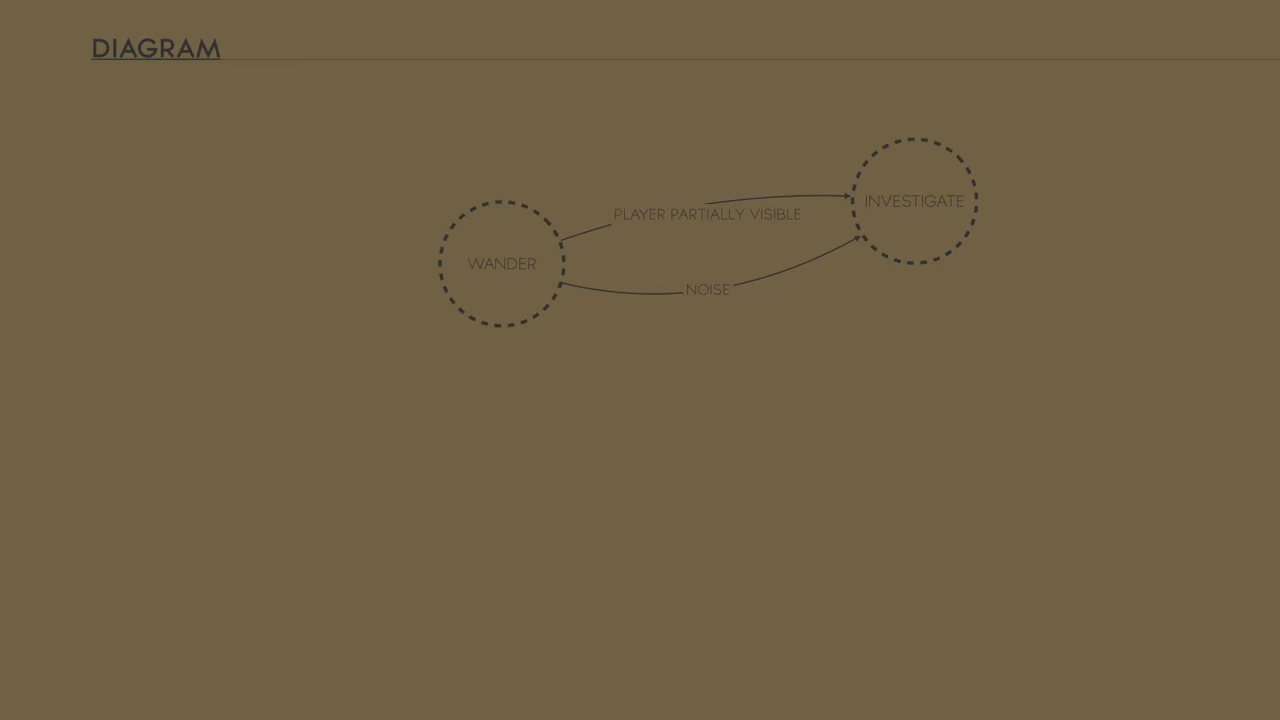 DIAGRAM
INVESTIGATE
PLAYER PARTIALLY VISIBLE
WANDER
NOISE